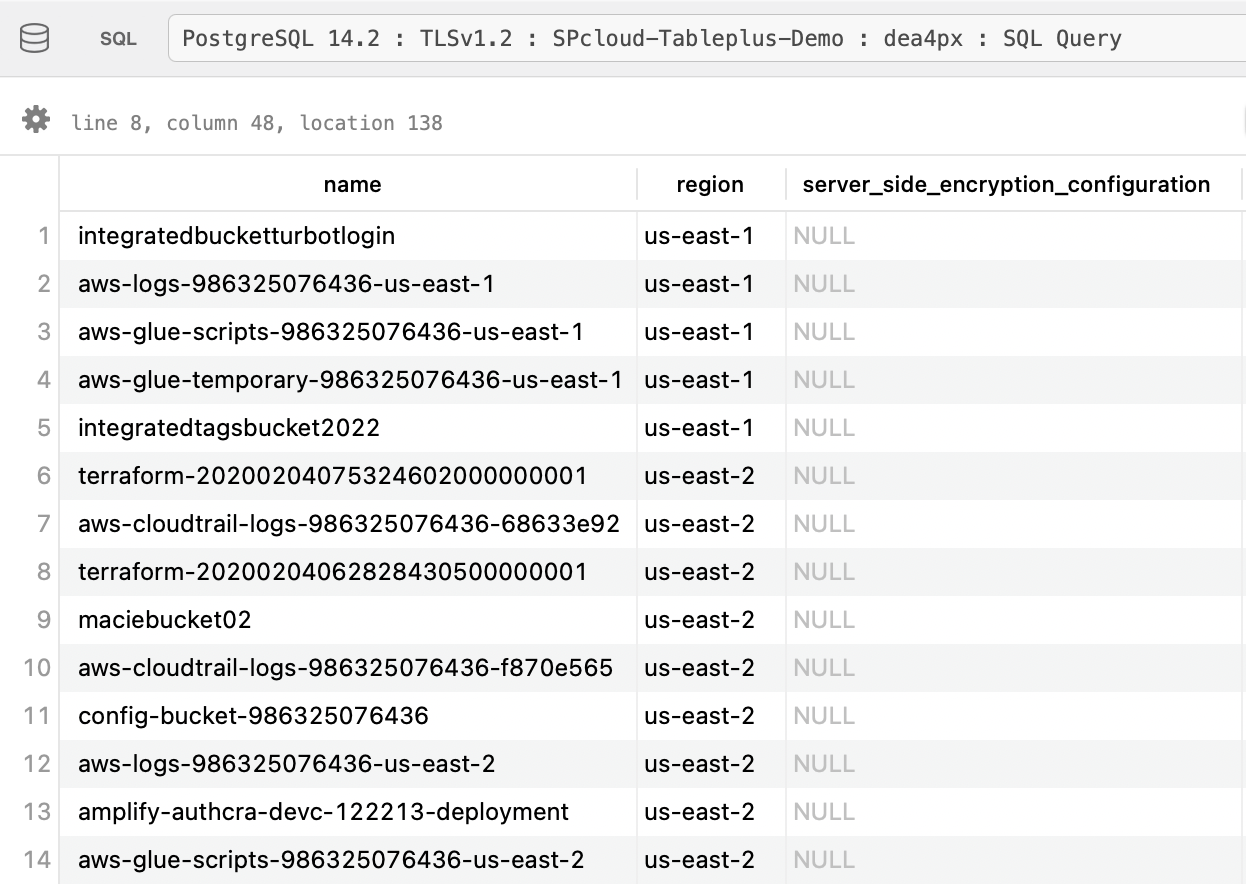 SQL PostgreSQL 14.2 : TLSv1.2 : SPcloud-Tableplus-Demo : dea4px : SQL Query
line 8, column 48, location 138
name region server_side_encryption_configuration
1 integratedbucketturbotlogin us-east-1 NULL
2 aws-logs-986325076436-us-east-1 us-east-1 NULL
3 aws-glue-scripts-986325076436-us-east-1 us-east-1 NULL
4 aws-glue-temporary-986325076436-us-east-1 us-east-1 NULL
5 integratedtagsbucket2022 us-east-1 NULL
6 terraform-20200204075324602000000001 us-east-2 NULL
7 aws-cloudtrail-logs-986325076436-68633e92 us-east-2 NULL
8 terraform-20200204062828430500000001 us-east-2 NULL
9 maciebucket02 us-east-2 NULL
10 aws-cloudtrail-logs-986325076436-f870e565 us-east-2 NULL
11 config-bucket-986325076436 us-east-2 NULL
12 aws-logs-986325076436-us-east-2 us-east-2 NULL
13 amplify-authcra-devc-122213-deployment us-east-2 NULL
14 aws-glue-scripts-986325076436-us-east-2 us-east-2 NULL